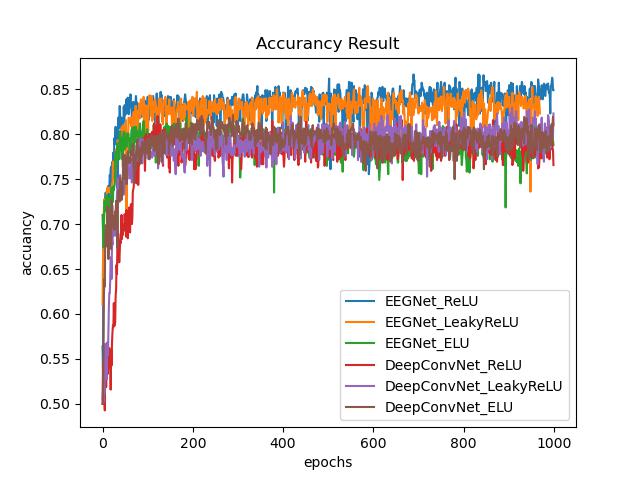 Accurancy Result
accuancy
0.85
0.80
0.75
0.70
0.65
0.60
0.55
0.50
EEGNet_ReLU
EEGNet_LeakyReLU
EEGNet_ELU
DeepConvNet_ReLU
DeepConvNet_LeakyReLU
DeepConvNet_ELU
0 200 400 600 800 1000
epochs